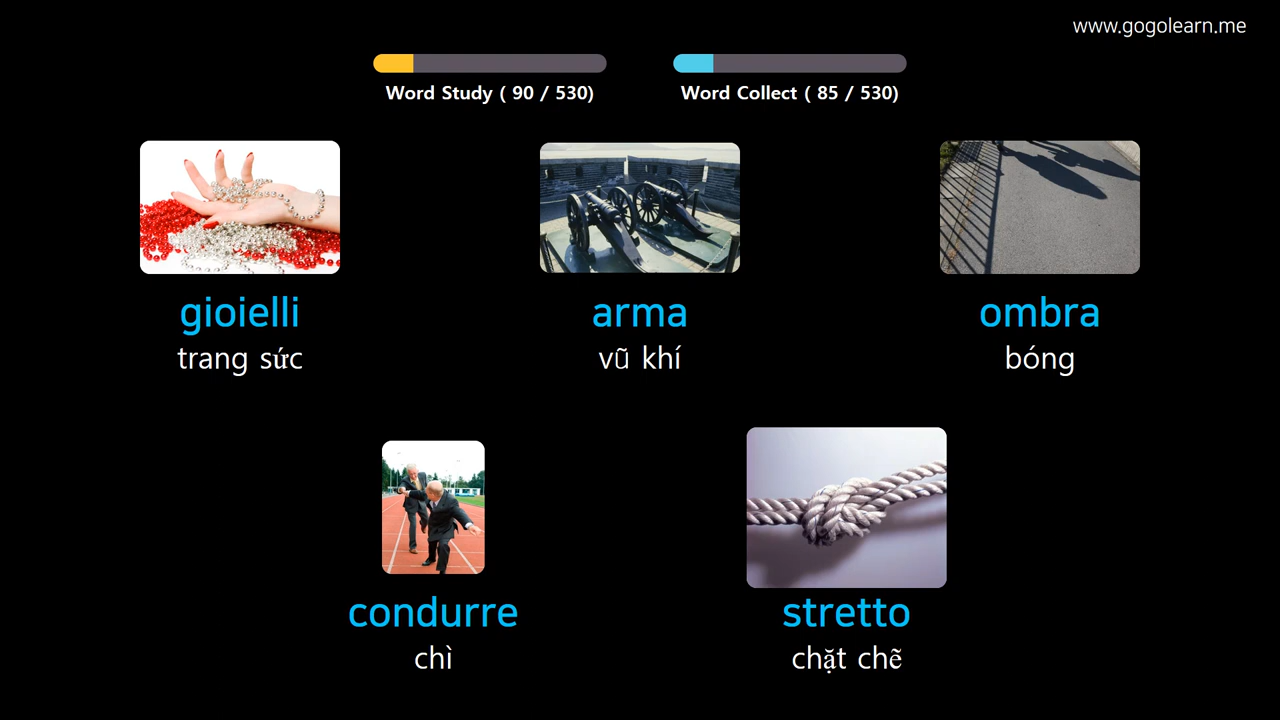 www.gogolearn.me
Word Study ( 90 / 530)
Word Collect ( 85 / 530)
gioielli
trang sức
arma
vũ khí
ombra
bóng
condurre
chì
stretto
chặt chẽ